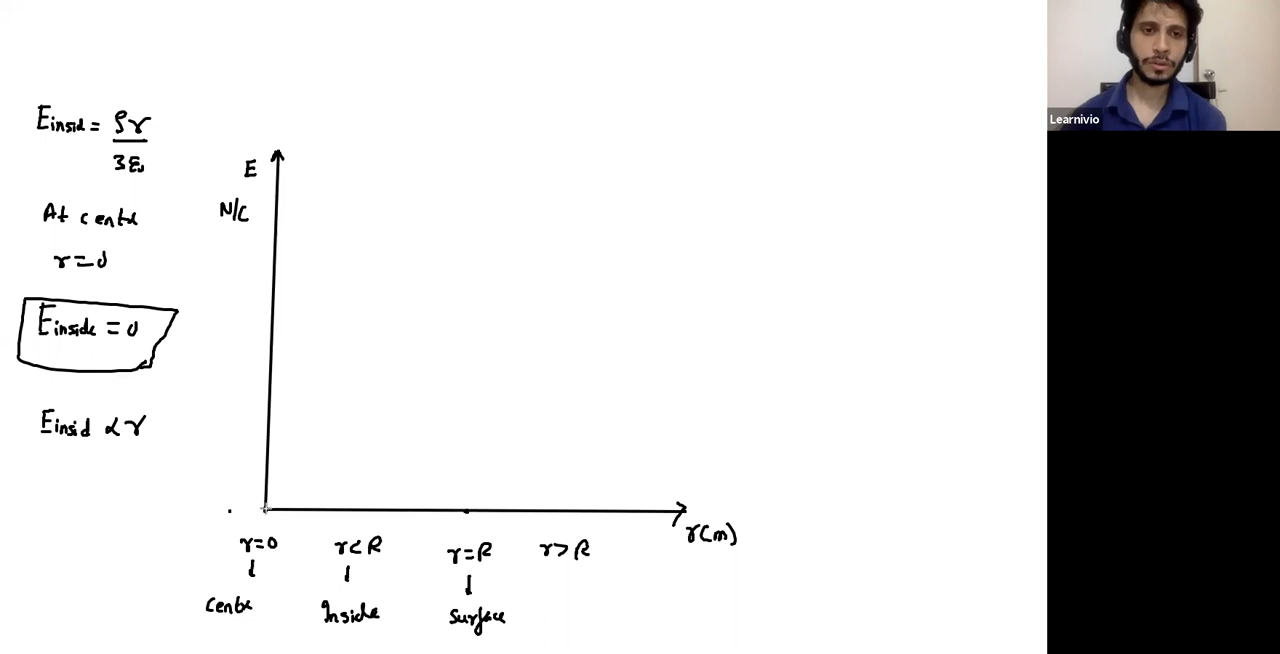 Einsid = ρr
3ε₀
At centre
r=0
Einside = 0
Einsid ∝ r
E
N/C
r(m)
r=0
r<R
r=R
r>R
Centre
Inside
Surface
Learnivio